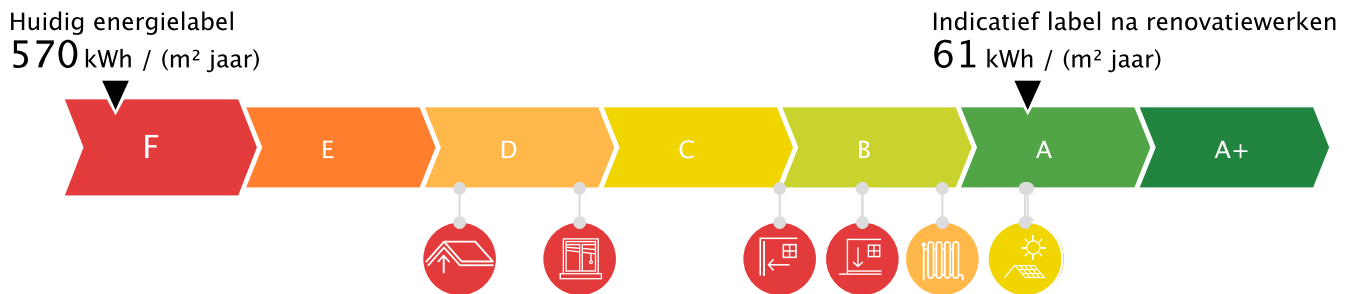 Huidig energielabel
570 kWh / (m² jaar)
Indicatief label na renovatiewerken
61 kWh / (m² jaar)
F E D C B A A+